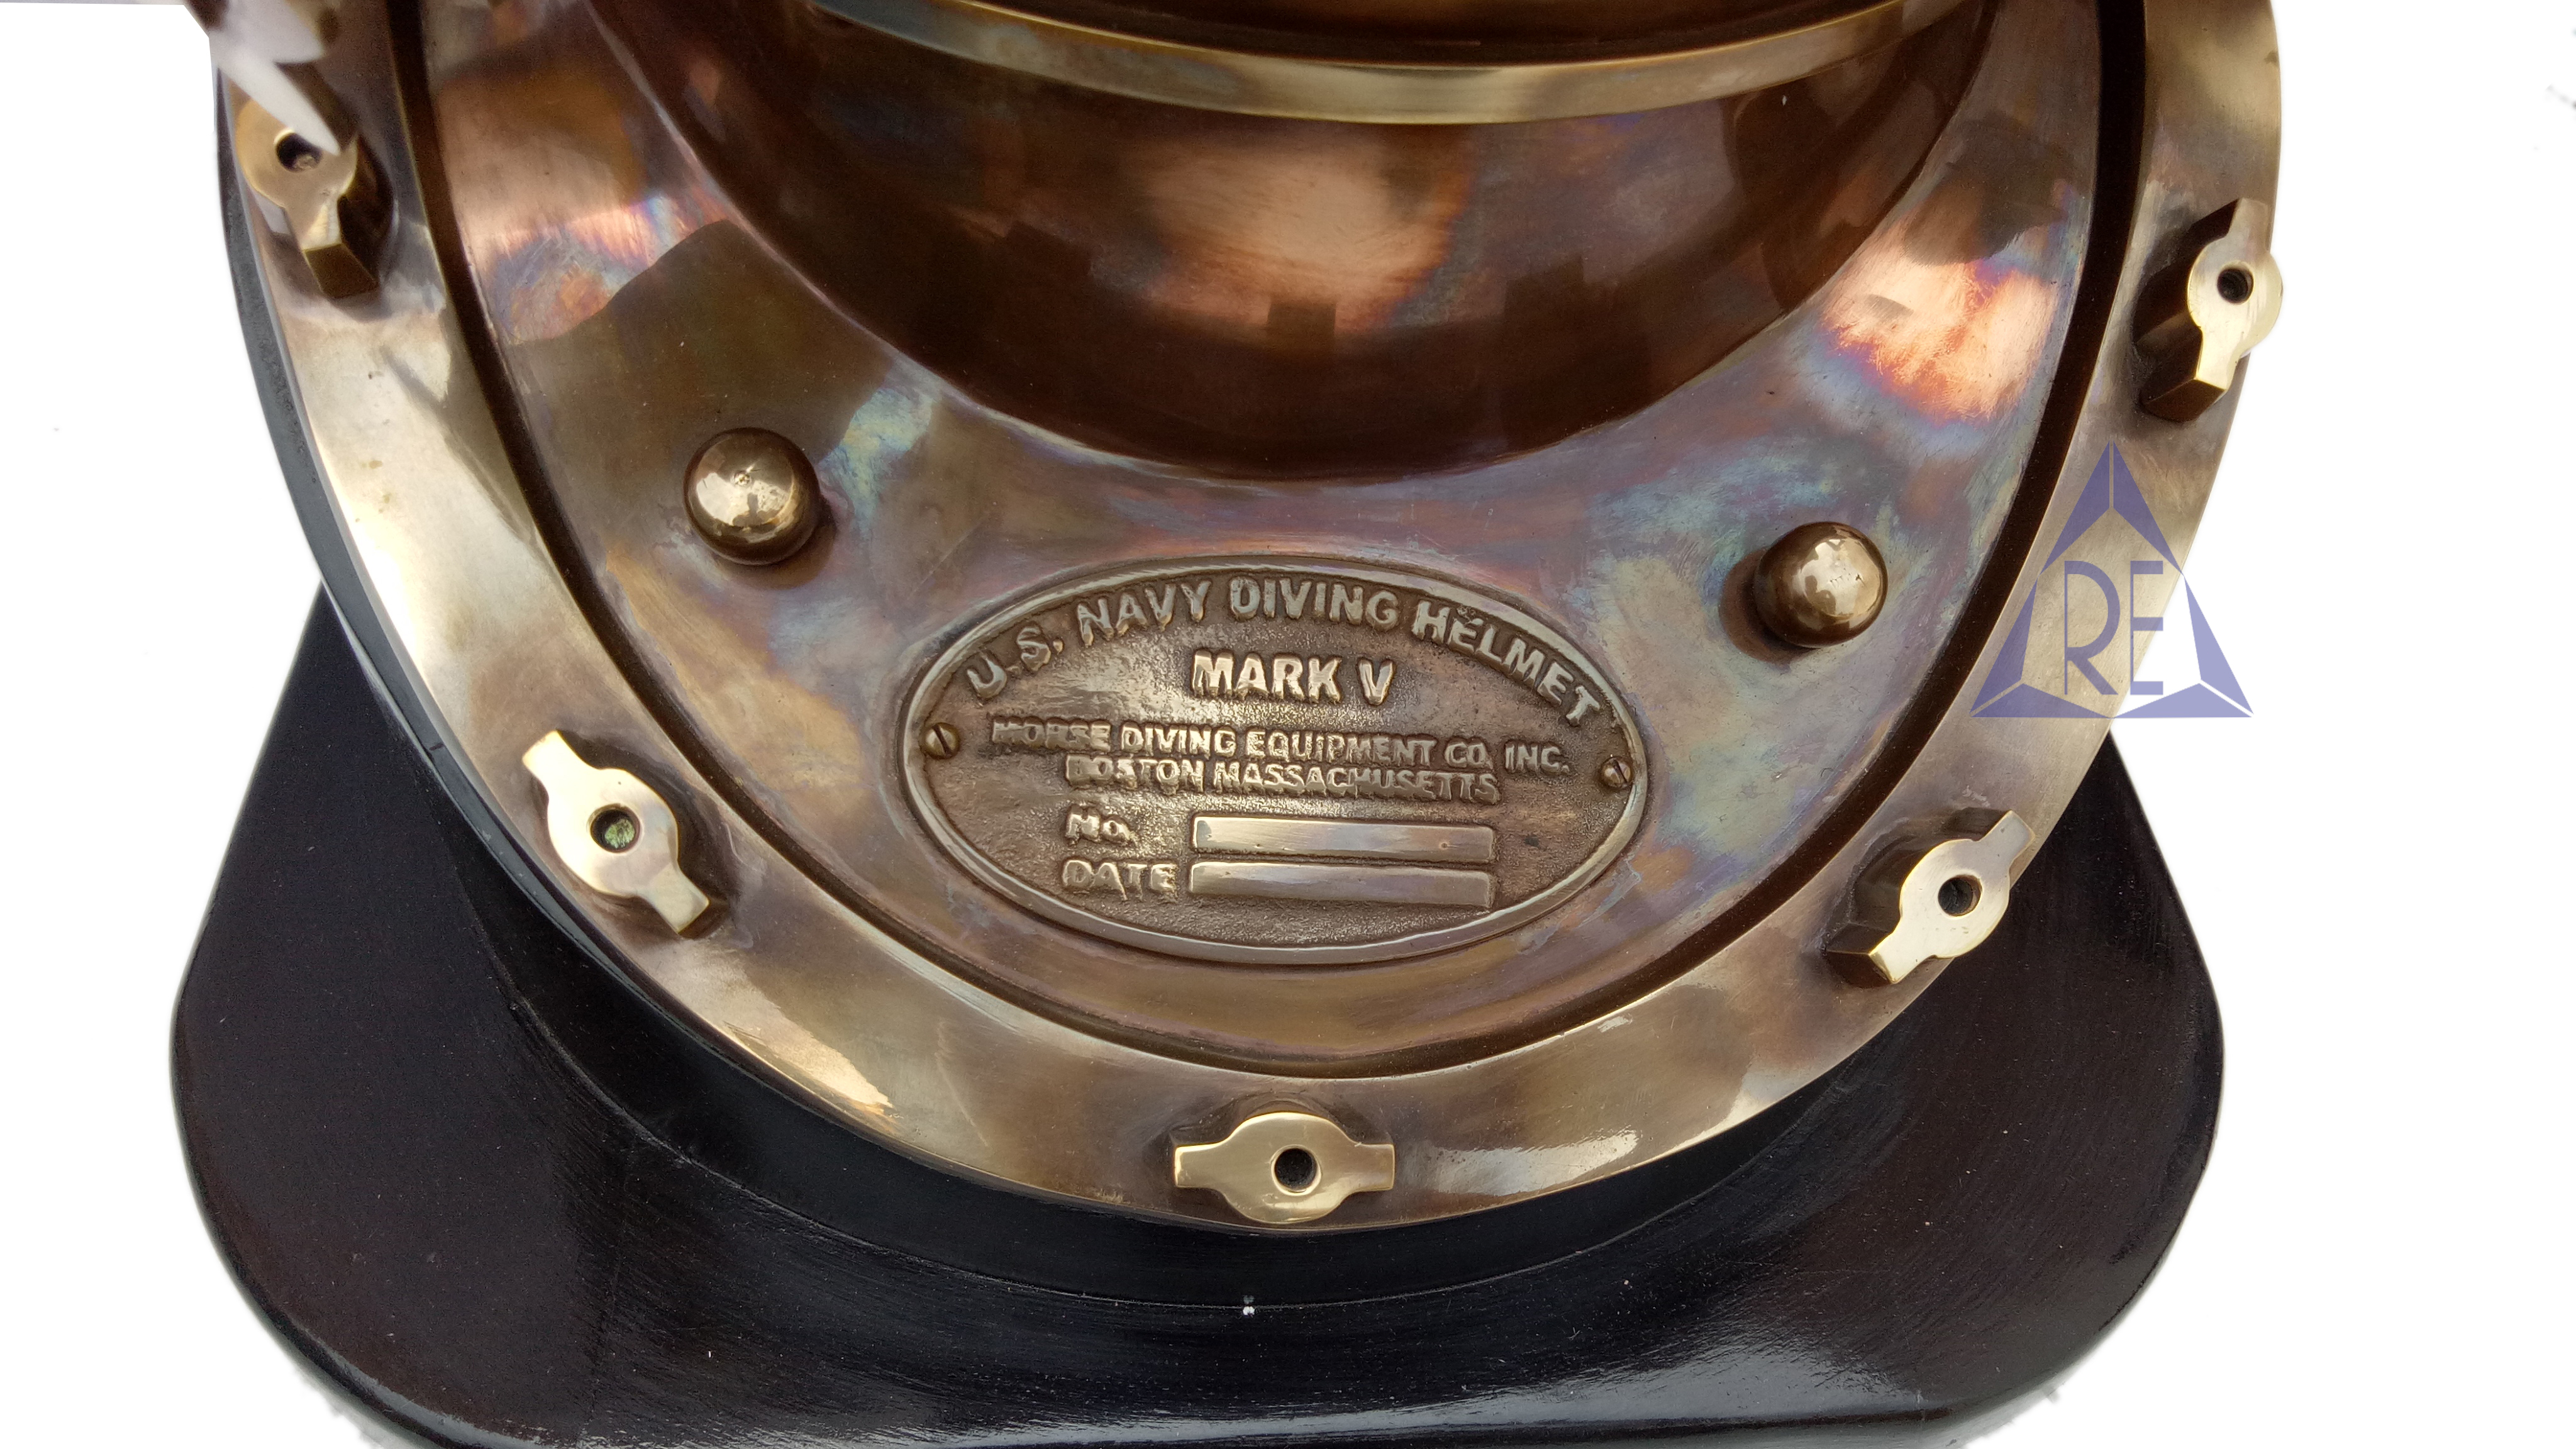 U.S. NAVY DIVING HELMET
MARK V
MORSE DIVING EQUIPMENT CO. INC.
BOSTON MASSACHUSETTS
No.
DATE
RE